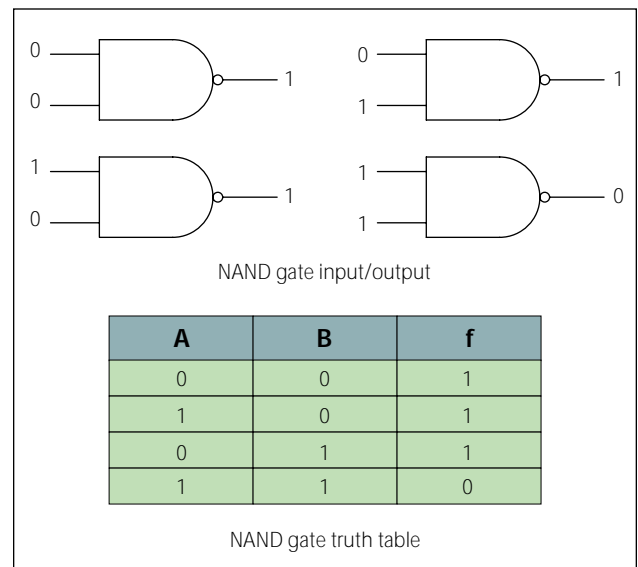 0 1 0 1
0 1
1 1 1 0
0 1
NAND gate input/output
A B f
0 0 1
1 0 1
0 1 1
1 1 0
NAND gate truth table